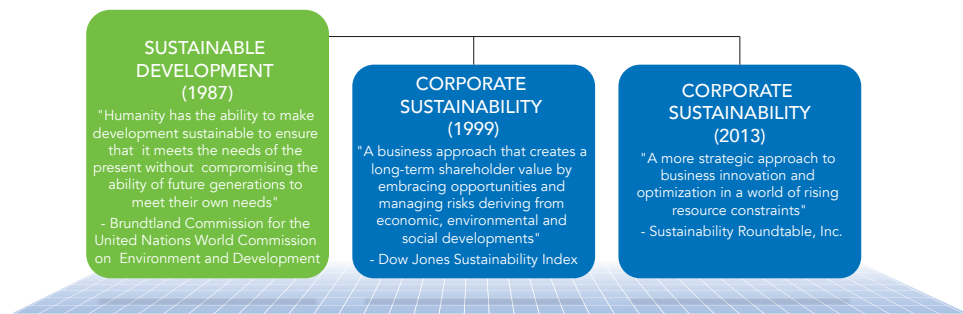 SUSTAINABLE
DEVELOPMENT
(1987)
"Humanity has the ability to make
development sustainable to ensure
that it meets the needs of the
present without compromising the
ability of future generations to
meet their own needs"
- Brundtland Commission for the
United Nations World Commission
on Environment and Development
CORPORATE
SUSTAINABILITY
(1999)
"A business approach that creates a
long-term shareholder value by
embracing opportunities and
managing risks deriving from
economic, environmental and
social developments"
- Dow Jones Sustainability Index
CORPORATE
SUSTAINABILITY
(2013)
"A more strategic approach to
business innovation and
optimization in a world of rising
resource constraints"
- Sustainability Roundtable, Inc.